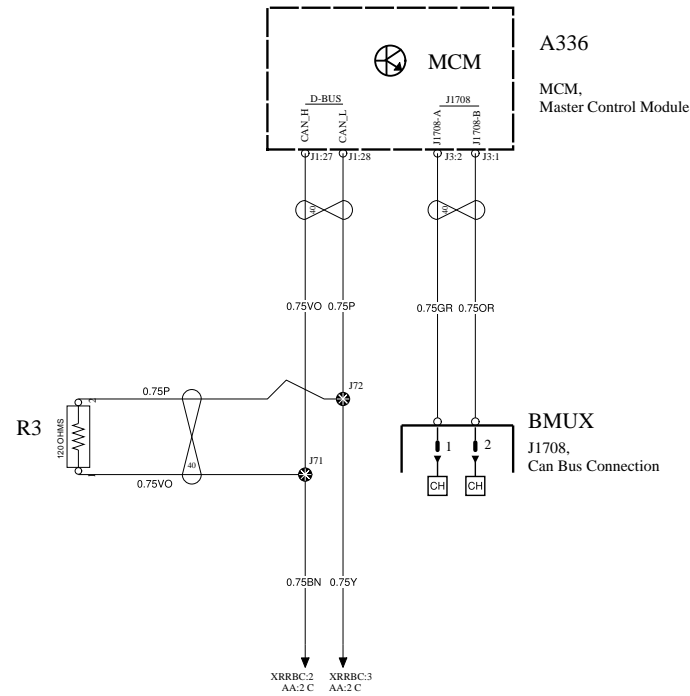 A336
MCM
MCM,
Master Control Module
D-BUS
J1708
CAN_H
CAN_L
J1708-A
J1708-B
J1:27
J1:28
J3:2
J3:1
40
40
0.75VO
0.75P
0.75GR
0.75OR
J72
0.75P
2
R3
120 OHMS
BMUX
J1708,
Can Bus Connection
1
2
J71
40
1
0.75VO
CH
CH
0.75BN
0.75Y
XRRBC:2
AA:2 C
XRRBC:3
AA:2 C